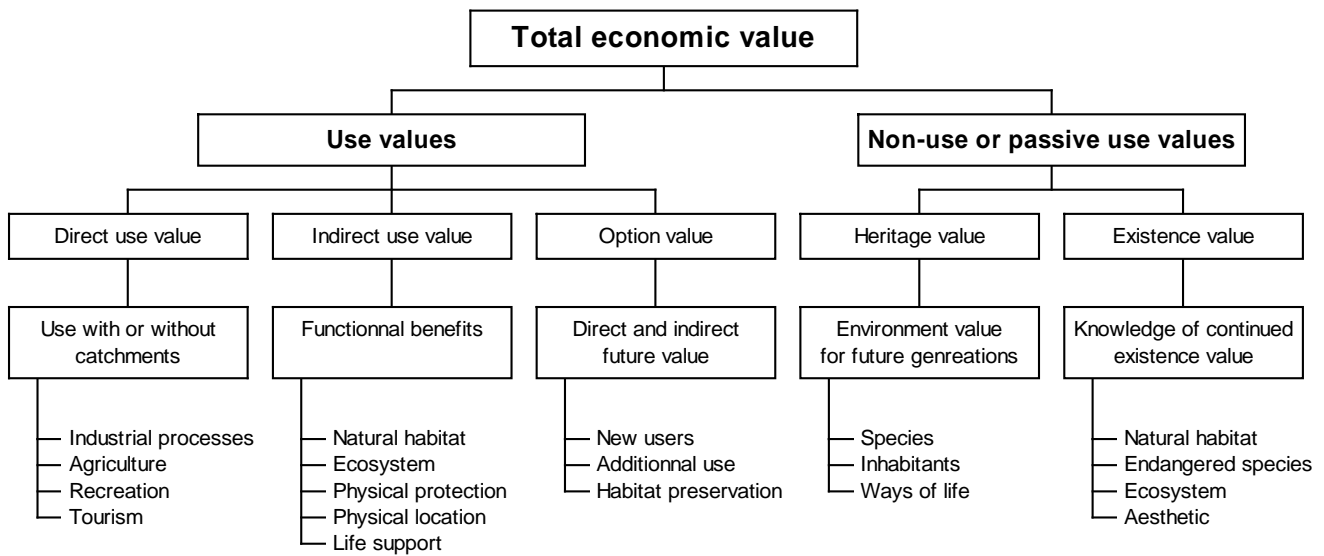 Total economic value
Use values
Non-use or passive use values
Direct use value
Indirect use value
Option value
Heritage value
Existence value
Use with or without
catchments
Functionnal benefits
Direct and indirect
future value
Environment value
for future genreations
Knowledge of continued
existence value
Industrial processes
Agriculture
Recreation
Tourism
Natural habitat
Ecosystem
Physical protection
Physical location
Life support
New users
Additionnal use
Habitat preservation
Species
Inhabitants
Ways of life
Natural habitat
Endangered species
Ecosystem
Aesthetic